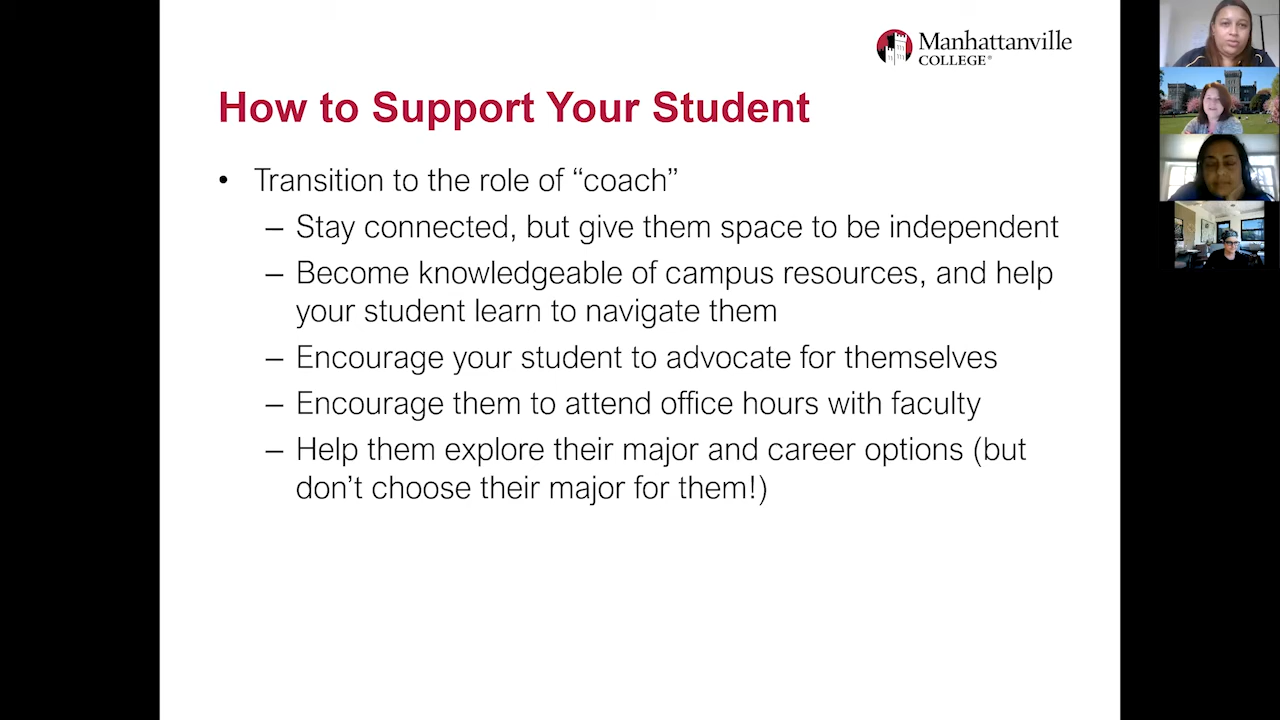 Manhattanville
COLLEGE®
How to Support Your Student
• Transition to the role of “coach”
– Stay connected, but give them space to be independent
– Become knowledgeable of campus resources, and help
your student learn to navigate them
– Encourage your student to advocate for themselves
– Encourage them to attend office hours with faculty
– Help them explore their major and career options (but
don’t choose their major for them!)